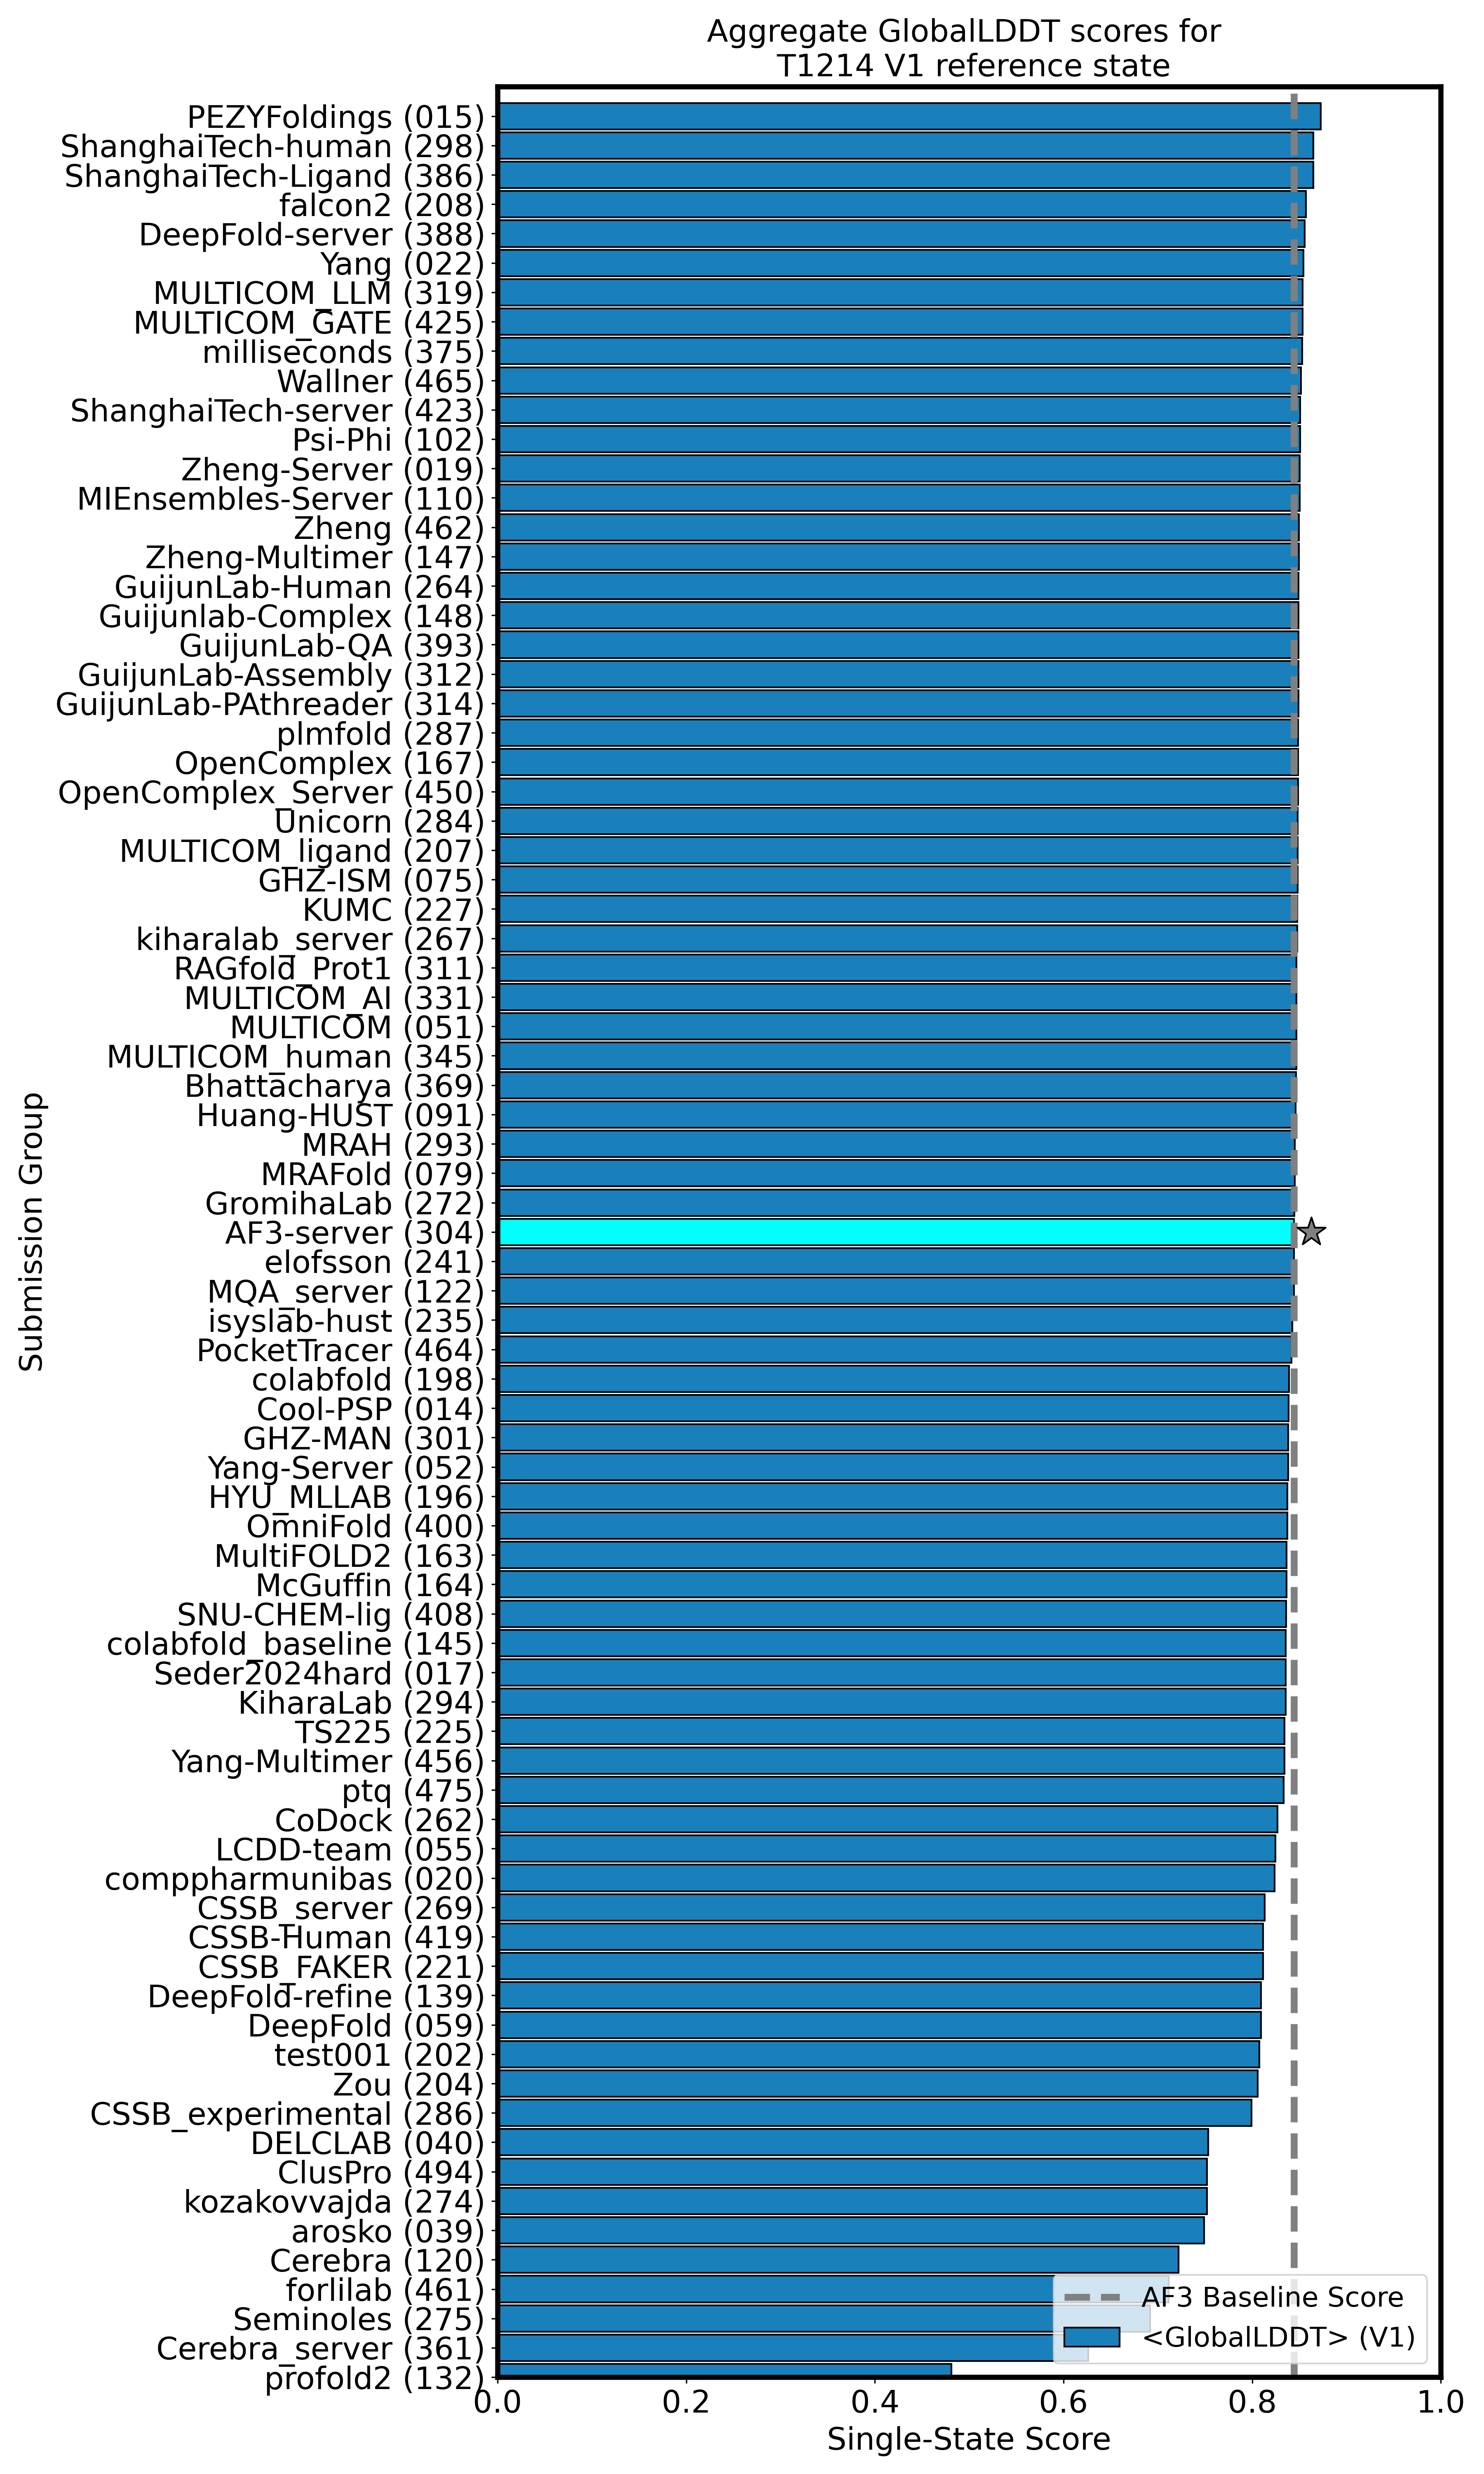 Aggregate GlobalLDDT scores for
T1214 V1 reference state
Submission Group
PEZYFoldings (015)
ShanghaiTech-human (298)
ShanghaiTech-Ligand (386)
falcon2 (208)
DeepFold-server (388)
Yang (022)
MULTICOM_LLM (319)
MULTICOM_GATE (425)
milliseconds (375)
Wallner (465)
ShanghaiTech-server (423)
Psi-Phi (102)
Zheng-Server (019)
MIEnsembles-Server (110)
Zheng (462)
Zheng-Multimer (147)
GuijunLab-Human (264)
Guijunlab-Complex (148)
GuijunLab-QA (393)
GuijunLab-Assembly (312)
GuijunLab-PAthreader (314)
plmfold (287)
OpenComplex (167)
OpenComplex_Server (450)
Unicorn (284)
MULTICOM_ligand (207)
GHZ-ISM (075)
KUMC (227)
kiharalab_server (267)
RAGfold_Prot1 (311)
MULTICOM_AI (331)
MULTICOM (051)
MULTICOM_human (345)
Bhattacharya (369)
Huang-HUST (091)
MRAH (293)
MRAFold (079)
GromihaLab (272)
AF3-server (304)
elofsson (241)
MQA_server (122)
isyslab-hust (235)
PocketTracer (464)
colabfold (198)
Cool-PSP (014)
GHZ-MAN (301)
Yang-Server (052)
HYU_MLLAB (196)
OmniFold (400)
MultiFOLD2 (163)
McGuffin (164)
SNU-CHEM-lig (408)
colabfold_baseline (145)
Seder2024hard (017)
KiharaLab (294)
TS225 (225)
Yang-Multimer (456)
ptq (475)
CoDock (262)
LCDD-team (055)
comppharmunibas (020)
CSSB_server (269)
CSSB-Human (419)
CSSB_FAKER (221)
DeepFold-refine (139)
DeepFold (059)
test001 (202)
Zou (204)
CSSB_experimental (286)
DELCLAB (040)
ClusPro (494)
kozakovvajda (274)
arosko (039)
Cerebra (120)
forlilab (461)
Seminoles (275)
Cerebra_server (361)
profold2 (132)
AF3 Baseline Score
<GlobalLDDT> (V1)
0.0 0.2 0.4 0.6 0.8 1.0
Single-State Score